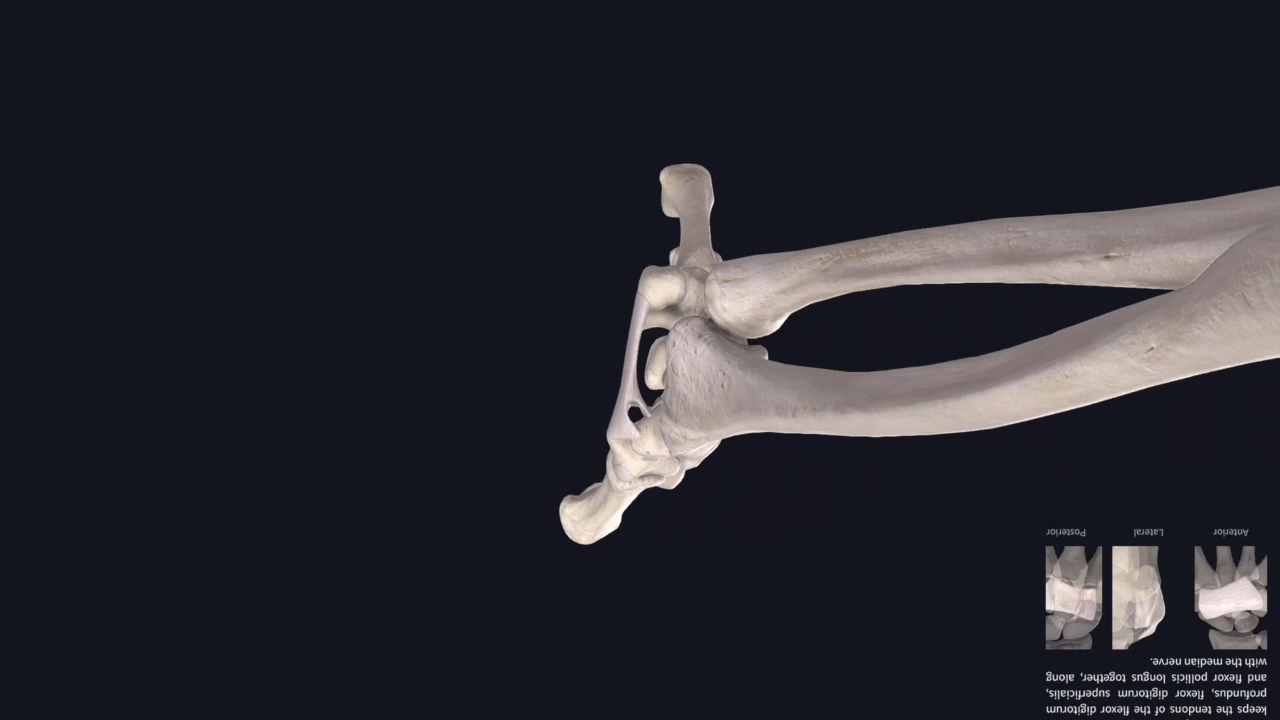 keeps the tendons of the flexor digitorum
profundus, flexor digitorum superficialis,
and flexor pollicis longus together, along
with the median nerve.
Anterior Lateral Posterior